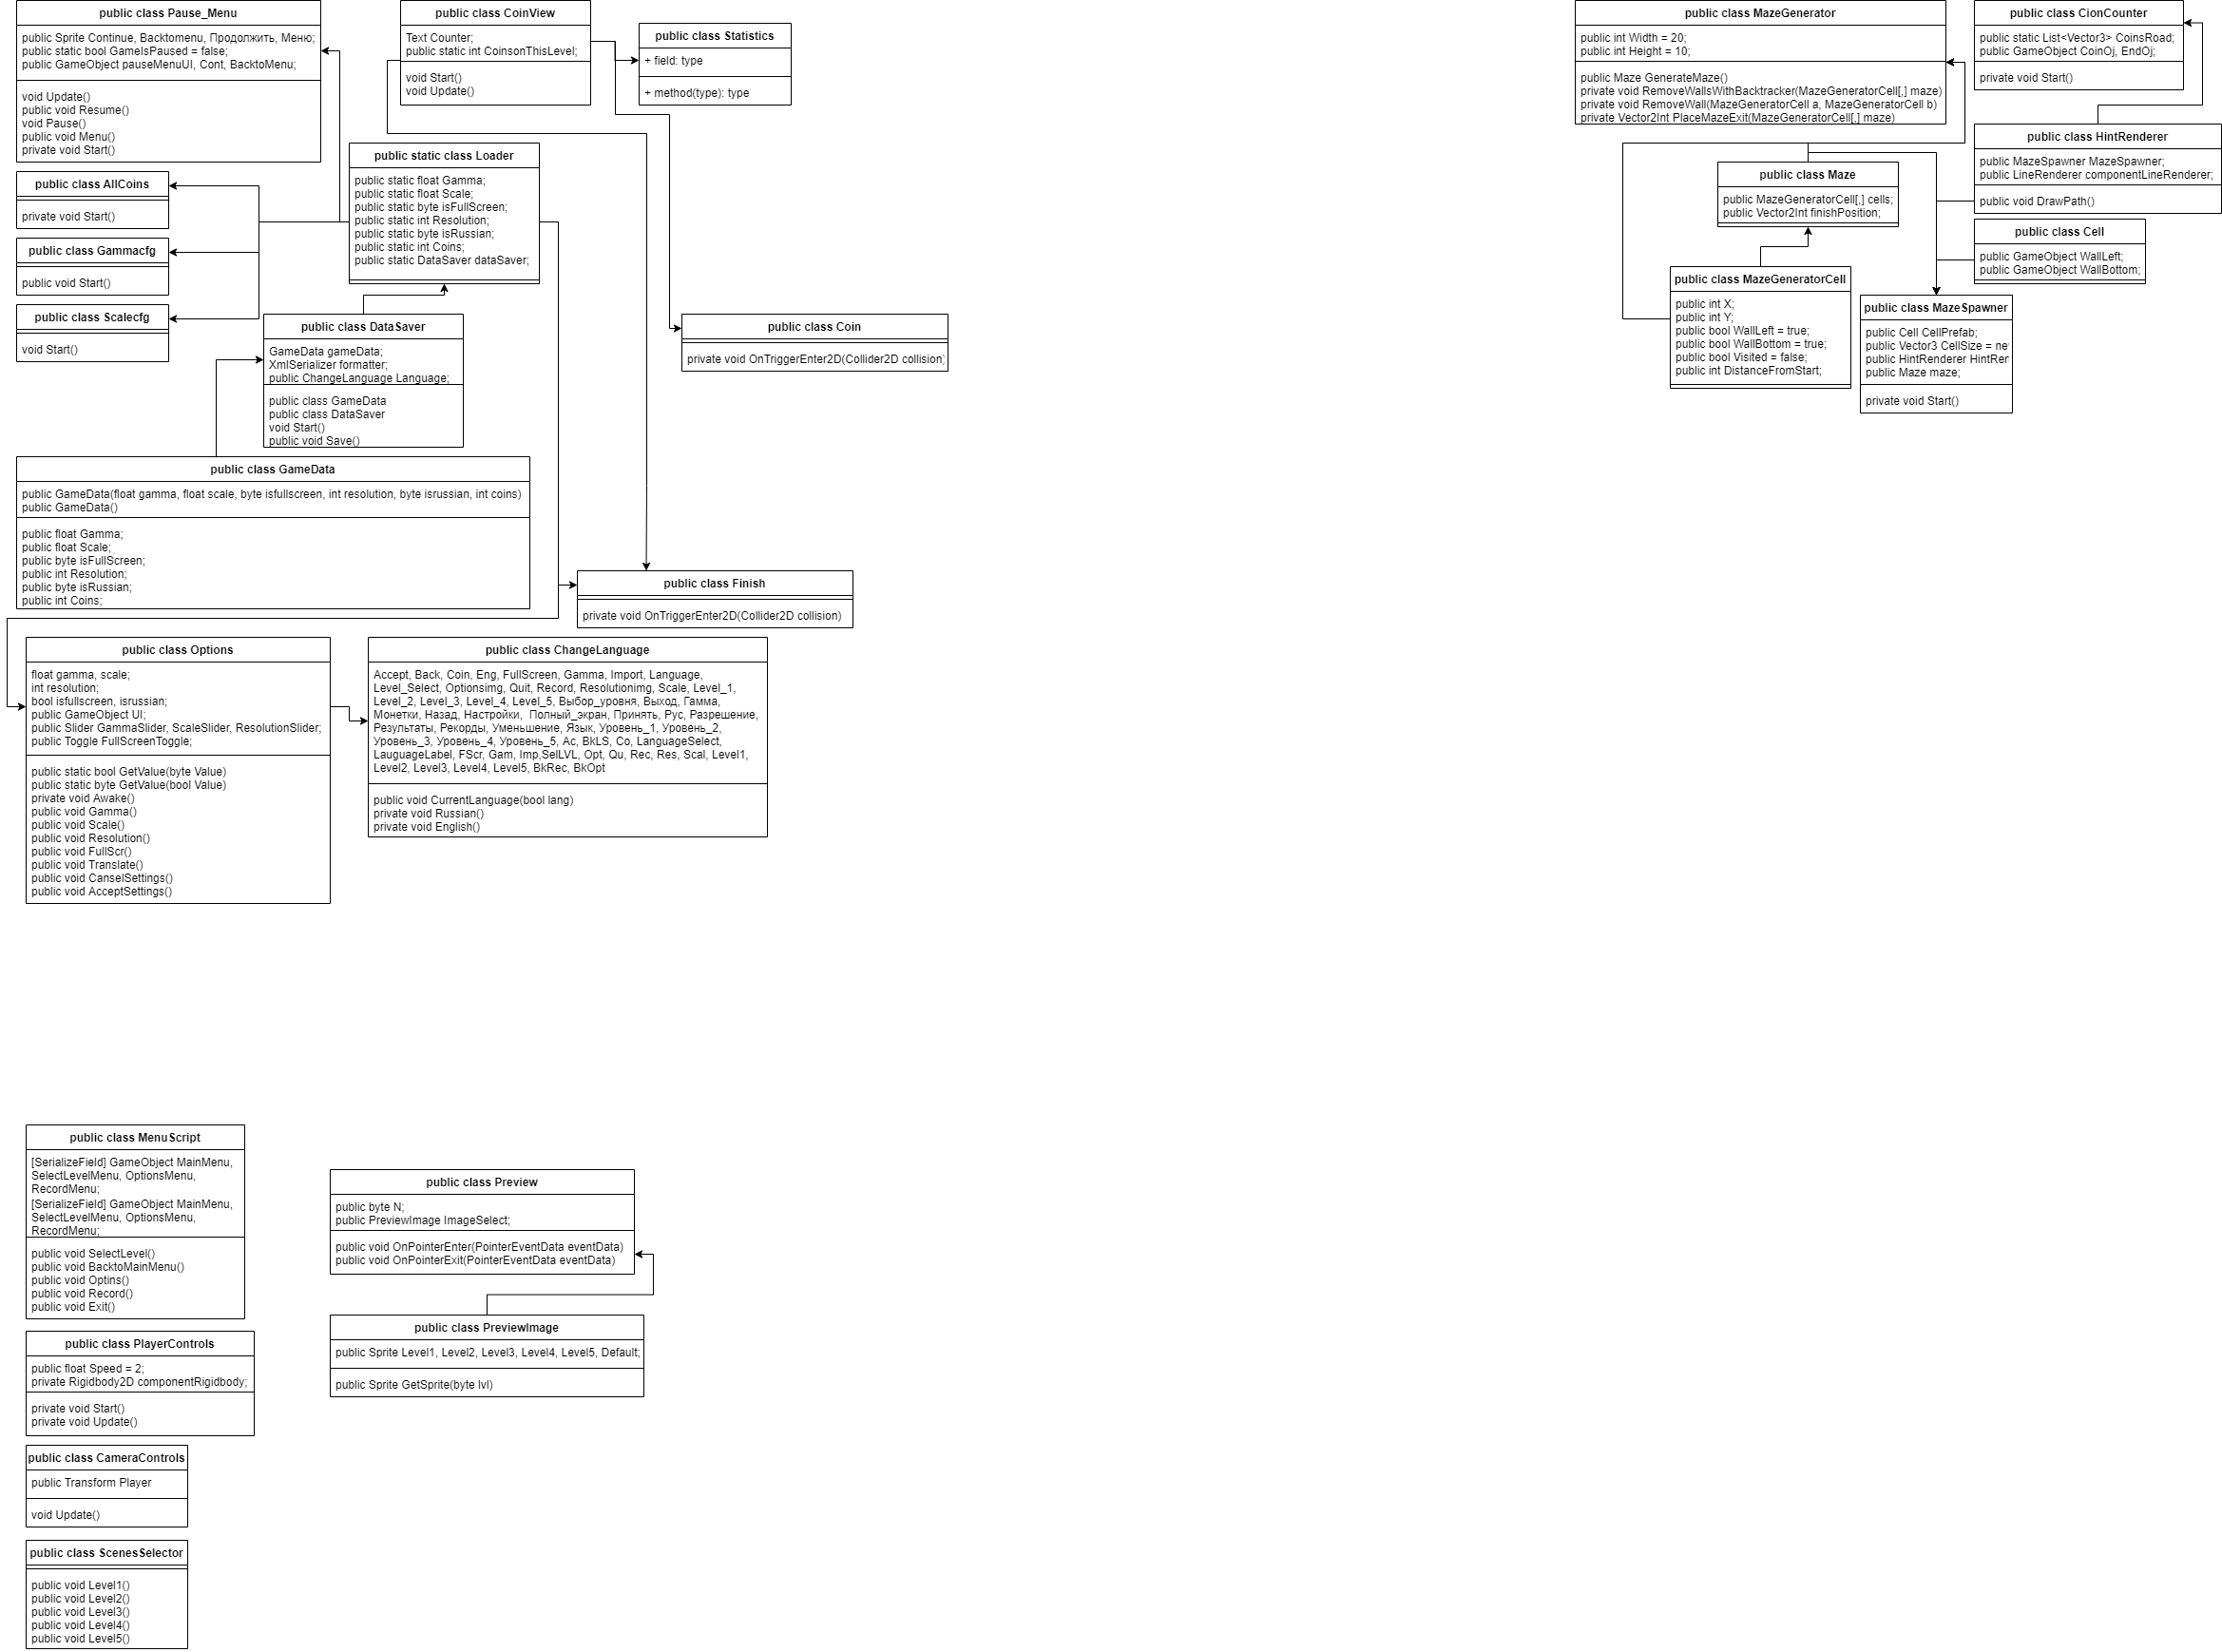 public class Pause_Menu
public Sprite Continue, Backtomenu, Продолжить, Меню;
public static bool GameIsPaused = false;
public GameObject pauseMenuUI, Cont, BacktoMenu;
void Update()
public void Resume()
void Pause()
public void Menu()
private void Start()
public class AllCoins
private void Start()
public class Gammacfg
public void Start()
public class Scalecfg
void Start()
public class CoinView
Text Counter;
public static int CoinsonThisLevel;
void Start()
void Update()
public class Statistics
+ field: type
+ method(type): type
public static class Loader
public static float Gamma;
public static float Scale;
public static byte isFullScreen;
public static int Resolution;
public static byte isRussian;
public static int Coins;
public static DataSaver dataSaver;
public class DataSaver
GameData gameData;
XmlSerializer formatter;
public ChangeLanguage Language;
public class GameData
public class DataSaver
void Start()
public void Save()
public class Coin
private void OnTriggerEnter2D(Collider2D collision)
public class GameData
public GameData(float gamma, float scale, byte isfullscreen, int resolution, byte isrussian, int coins)
public GameData()
public float Gamma;
public float Scale;
public byte isFullScreen;
public int Resolution;
public byte isRussian;
public int Coins;
public class Finish
private void OnTriggerEnter2D(Collider2D collision)
public class Options
float gamma, scale;
int resolution;
bool isfullscreen, isrussian;
public GameObject UI;
public Slider GammaSlider, ScaleSlider, ResolutionSlider;
public Toggle FullScreenToggle;
public static bool GetValue(byte Value)
public static byte GetValue(bool Value)
private void Awake()
public void Gamma()
public void Scale()
public void Resolution()
public void FullScr()
public void Translate()
public void CanselSettings()
public void AcceptSettings()
public class ChangeLanguage
Accept, Back, Coin, Eng, FullScreen, Gamma, Import, Language,
Level_Select, Optionsimg, Quit, Record, Resolutionimg, Scale, Level_1,
Level_2, Level_3, Level_4, Level_5, Выбор_уровня, Выход, Гамма,
Монетки, Назад, Настройки, Полный_экран, Принять, Рус, Разрешение,
Результаты, Рекорды, Уменьшение, Язык, Уровень_1, Уровень_2,
Уровень_3, Уровень_4, Уровень_5, Ac, BkLS, Co, LanguageSelect,
LauguageLabel, FScr, Gam, Imp,SelLVL, Opt, Qu, Rec, Res, Scal, Level1,
Level2, Level3, Level4, Level5, BkRec, BkOpt
public void CurrentLanguage(bool lang)
private void Russian()
private void English()
public class MazeGenerator
public int Width = 20;
public int Height = 10;
public Maze GenerateMaze()
private void RemoveWallsWithBacktracker(MazeGeneratorCell[,] maze)
private void RemoveWall(MazeGeneratorCell a, MazeGeneratorCell b)
private Vector2Int PlaceMazeExit(MazeGeneratorCell[,] maze)
public class CionCounter
public static List<Vector3> CoinsRoad;
public GameObject CoinOj, EndOj;
private void Start()
public class HintRenderer
public MazeSpawner MazeSpawner;
public LineRenderer componentLineRenderer;
public void DrawPath()
public class Maze
public MazeGeneratorCell[,] cells;
public Vector2Int finishPosition;
public class Cell
public GameObject WallLeft;
public GameObject WallBottom;
public class MazeGeneratorCell
public int X;
public int Y;
public bool WallLeft = true;
public bool WallBottom = true;
public bool Visited = false;
public int DistanceFromStart;
public class MazeSpawner
public Cell CellPrefab;
public Vector3 CellSize = ne
public HintRenderer HintRer
public Maze maze;
private void Start()
public class MenuScript
[SerializeField] GameObject MainMenu,
SelectLevelMenu, OptionsMenu,
RecordMenu;
[SerializeField] GameObject MainMenu,
SelectLevelMenu, OptionsMenu,
RecordMenu;
public void SelectLevel()
public void BacktoMainMenu()
public void Optins()
public void Record()
public void Exit()
public class Preview
public byte N;
public PreviewImage ImageSelect;
public void OnPointerEnter(PointerEventData eventData)
public void OnPointerExit(PointerEventData eventData)
public class PreviewImage
public Sprite Level1, Level2, Level3, Level4, Level5, Default;
public Sprite GetSprite(byte lvl)
public class PlayerControls
public float Speed = 2;
private Rigidbody2D componentRigidbody;
private void Start()
private void Update()
public class CameraControls
public Transform Player
void Update()
public class ScenesSelector
public void Level1()
public void Level2()
public void Level3()
public void Level4()
public void Level5()